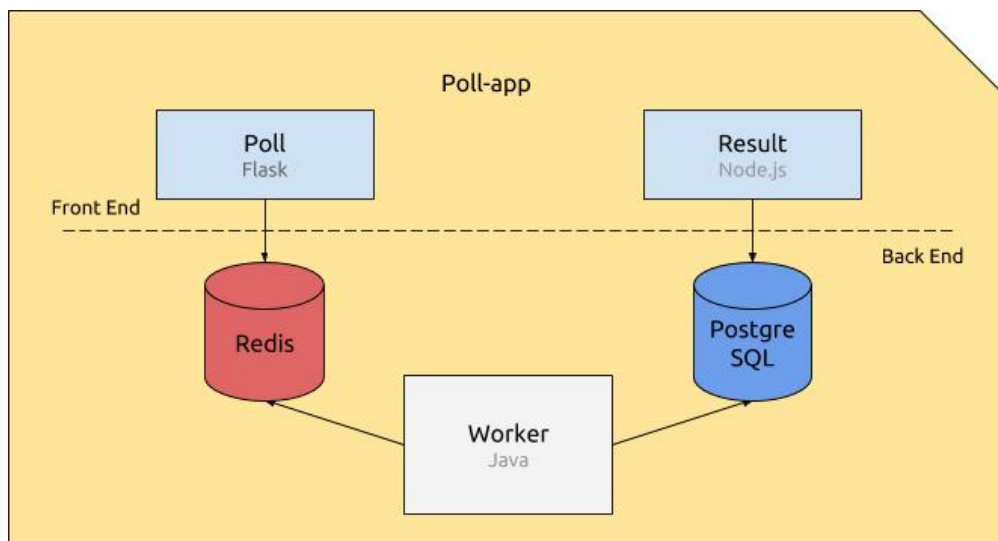 Poll-app
Poll
Flask
Result
Node.js
Front End
Back End
Redis
Postgre
SQL
Worker
Java